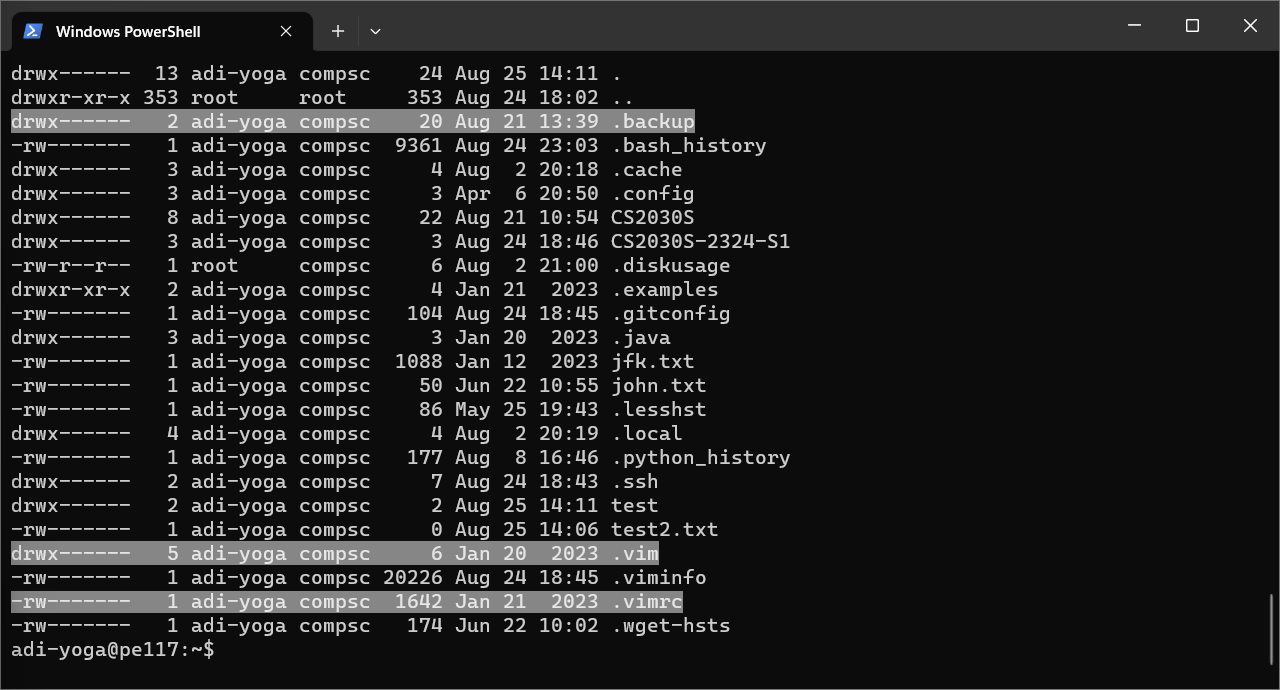 Windows PowerShell
drwx------  13 adi-yoga compsc    24 Aug 25 14:11 .
drwxr-xr-x 353 root     root     353 Aug 24 18:02 ..
drwx------   2 adi-yoga compsc    20 Aug 21 13:39 .backup
-rw-------   1 adi-yoga compsc  9361 Aug 24 23:03 .bash_history
drwx------   3 adi-yoga compsc     4 Aug  2 20:18 .cache
drwx------   3 adi-yoga compsc     3 Apr  6 20:50 .config
drwx------   8 adi-yoga compsc    22 Aug 21 10:54 CS2030S
drwx------   3 adi-yoga compsc     3 Aug 24 18:46 CS2030S-2324-S1
-rw-r--r--   1 root     compsc     6 Aug  2 21:00 .diskusage
drwxr-xr-x   2 adi-yoga compsc     4 Jan 21  2023 .examples
-rw-------   1 adi-yoga compsc   104 Aug 24 18:45 .gitconfig
drwx------   3 adi-yoga compsc     3 Jan 20  2023 .java
-rw-------   1 adi-yoga compsc  1088 Jan 12  2023 jfk.txt
-rw-------   1 adi-yoga compsc    50 Jun 22 10:55 john.txt
-rw-------   1 adi-yoga compsc    86 May 25 19:43 .lesshst
drwx------   4 adi-yoga compsc     4 Aug  2 20:19 .local
-rw-------   1 adi-yoga compsc   177 Aug  8 16:46 .python_history
drwx------   2 adi-yoga compsc     7 Aug 24 18:43 .ssh
drwx------   2 adi-yoga compsc     2 Aug 25 14:11 test
-rw-------   1 adi-yoga compsc     0 Aug 25 14:06 test2.txt
drwx------   5 adi-yoga compsc     6 Jan 20  2023 .vim
-rw-------   1 adi-yoga compsc 20226 Aug 24 18:45 .viminfo
-rw-------   1 adi-yoga compsc  1642 Jan 21  2023 .vimrc
-rw-------   1 adi-yoga compsc   174 Jun 22 10:02 .wget-hsts
adi-yoga@pe117:~$